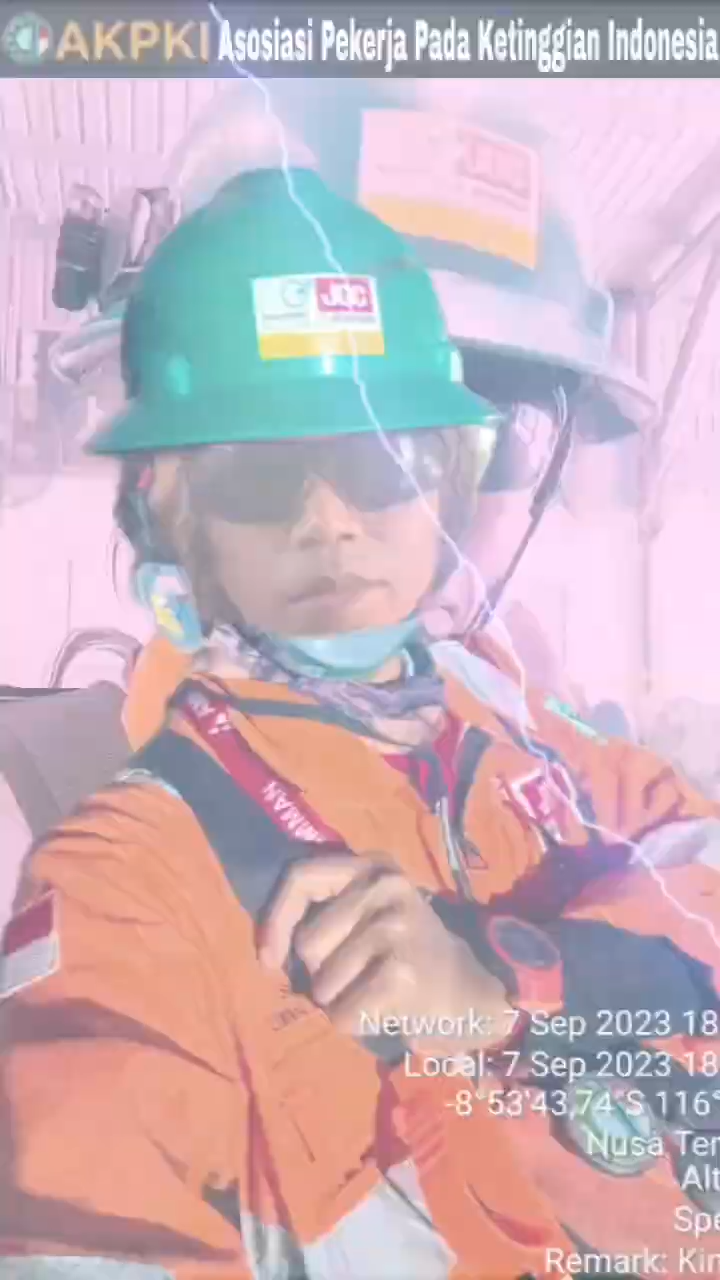 AKPKI Asosiasi Pekerja Pada Ketinggian Indonesia
JGC
Network: 7 Sep 2023 18
Local: 7 Sep 2023 18
-8°53'43,74"S 116°
Nusa Ter
Alt
Spe
Remark: Kin